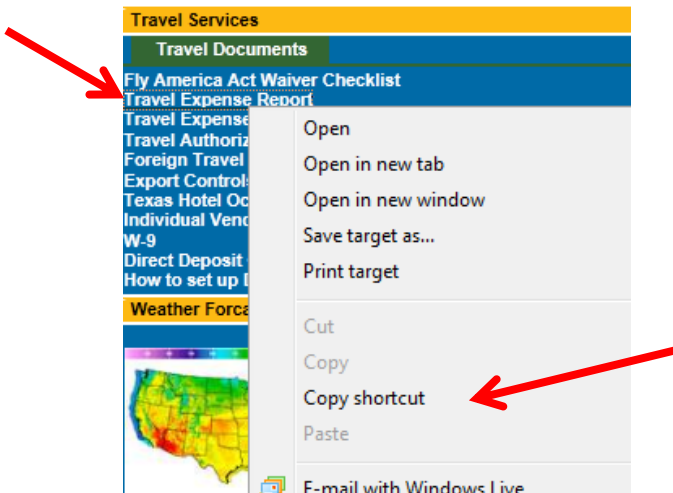 Travel Services
Travel Documents
Fly America Act Waiver Checklist
Travel Expense Report
Travel Expense
Travel Authoriz
Foreign Travel
Export Control
Texas Hotel Oc
Individual Vend
W-9
Direct Deposit
How to set up
Weather Forca
Open
Open in new tab
Open in new window
Save target as...
Print target
Cut
Copy
Copy shortcut
Paste
E-mail with Windows Live